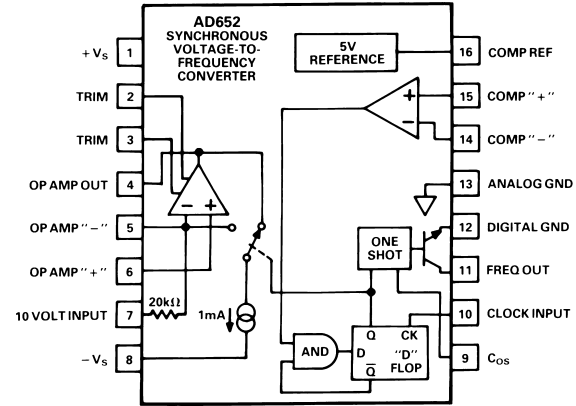 AD652
SYNCHRONOUS
VOLTAGE-TO-
FREQUENCY
CONVERTER
5V
REFERENCE
+VS 1
TRIM 2
TRIM 3
OP AMP OUT 4
OP AMP "–" 5
OP AMP "+" 6
10 VOLT INPUT 7
–VS 8
16 COMP REF
15 COMP "+"
14 COMP "–"
13 ANALOG GND
12 DIGITAL GND
11 FREQ OUT
10 CLOCK INPUT
9 COS
– +
+
–
20kΩ
1mA
ONE
SHOT
AND
Q CK
D "D"
Q̅ FLOP